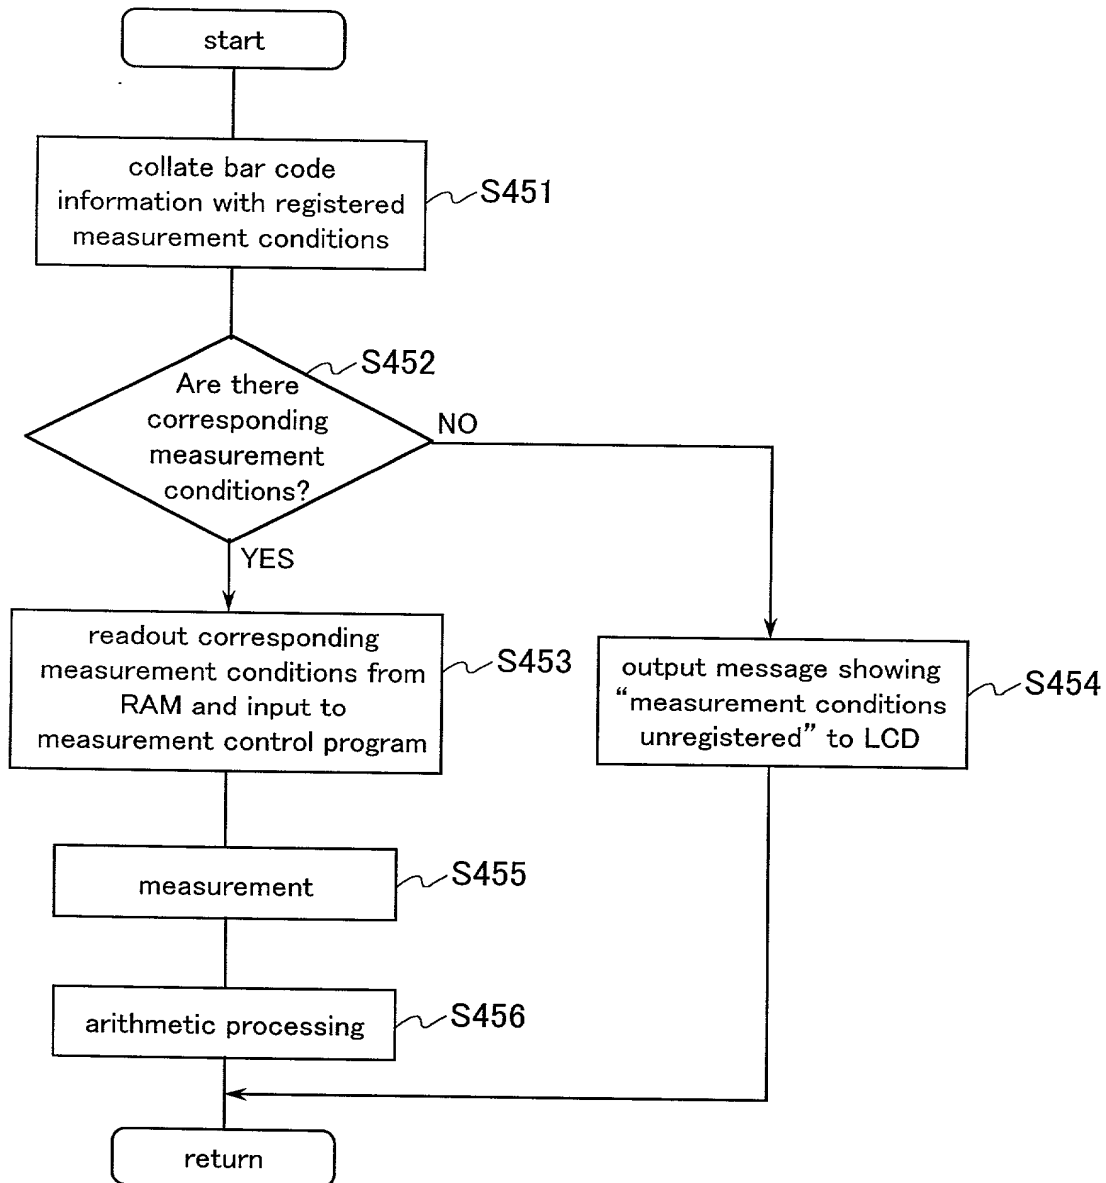 start
collate bar code
information with registered
measurement conditions
S451
S452
Are there
corresponding
measurement
conditions?
NO
YES
readout corresponding
measurement conditions from
RAM and input to
measurement control program
S453
output message showing
“measurement conditions
unregistered” to LCD
S454
measurement
S455
arithmetic processing
S456
return